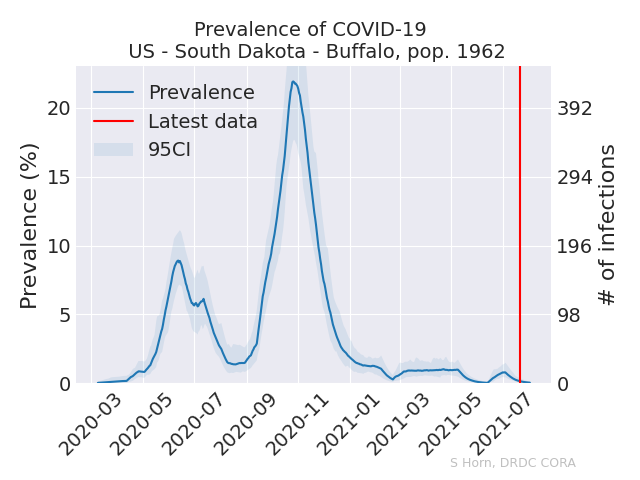 Prevalence of COVID-19
US - South Dakota - Buffalo, pop. 1962
Prevalence
Latest data
95CI
Prevalence (%)
20
15
10
5
0
392
294
196
98
0
# of infections
2020-03
2020-05
2020-07
2020-09
2020-11
2021-01
2021-03
2021-05
2021-07
S Horn, DRDC CORA